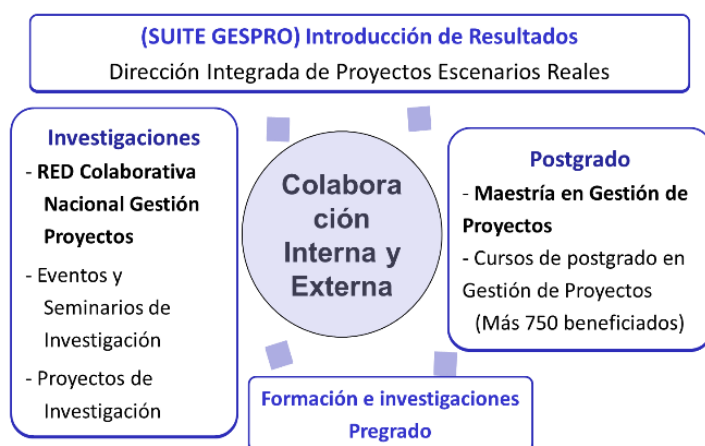 (SUITE GESPRO) Introducción de Resultados
Dirección Integrada de Proyectos Escenarios Reales
Investigaciones
- RED Colaborativa
Nacional Gestión
Proyectos
- Eventos y
Seminarios de
Investigación
- Proyectos de
Investigación
Colabora
ción
Interna y
Externa
Postgrado
- Maestría en Gestión de
Proyectos
- Cursos de postgrado en
Gestión de Proyectos
(Más 750 beneficiados)
Formación e investigaciones
Pregrado